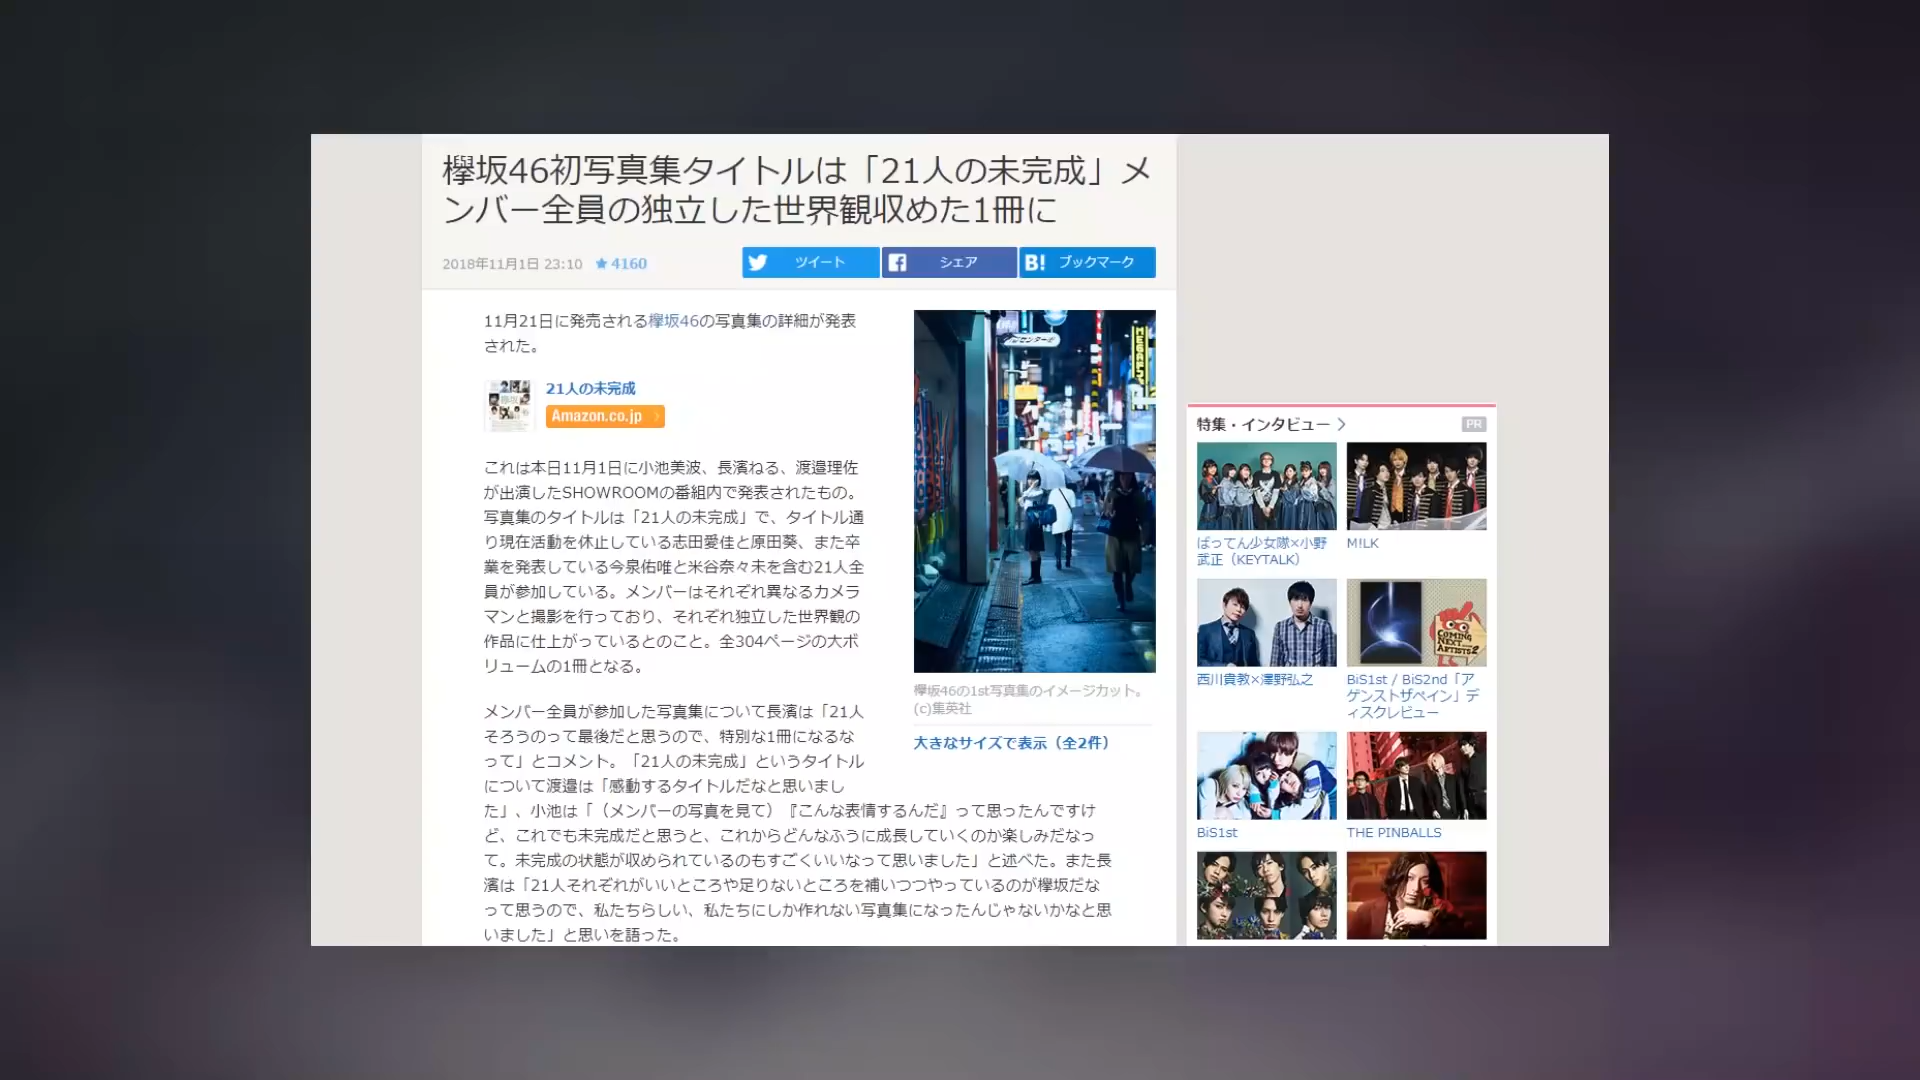 欅坂46初写真集タイトルは「21人の未完成」メ
ンバー全員の独立した世界観収めた1冊に
2018年11月1日 23:10 ★ 4160
ツイート
シェア
B! ブックマーク
11月21日に発売される欅坂46の写真集の詳細が発表
された。
21人の未完成
Amazon.co.jp
これは本日11月1日に小池美波、長濱ねる、渡邉理佐
が出演したSHOWROOMの番組内で発表されたもの。
写真集のタイトルは「21人の未完成」で、タイトル通
り現在活動を休止している志田愛佳と原田葵、また卒
業を発表している今泉佑唯と米谷奈々未を含む21人全
員が参加している。メンバーはそれぞれ異なるカメラ
マンと撮影を行っており、それぞれ独立した世界観の
作品に仕上がっているとのこと。全304ページの大ボ
リュームの1冊となる。
メンバー全員が参加した写真集について長濱は「21人
そろうのって最後だと思うので、特別な1冊になるな
って」とコメント。「21人の未完成」というタイトル
について渡邉は「感動するタイトルだなと思いまし
た」、小池は「（メンバーの写真を見て）『こんな表情するんだ』って思ったんですけ
ど、これでも未完成だと思うと、これからどんなふうに成長していくのか楽しみだなっ
て。未完成の状態が収められているのもすごくいいなって思いました」と述べた。また長
濱は「21人それぞれがいいところや足りないところを補いつつやっているのが欅坂だな
って思うので、私たちらしい、私たちにしか作れない写真集になったんじゃないかなと思
いました」と思いを語った。
欅坂46の1st写真集のイメージカット。
(c)集英社
大きなサイズで表示（全2件）
特集・インタビュー
PR
ばってん少女隊×小野
武正（KEYTALK）
M!LK
西川貴教×澤野弘之
COMING
NEXT
ARTISTS
BiS1st / BiS2nd「ア
ゲンストザペイン」デ
ィスクレビュー
BiS1st
THE PINBALLS